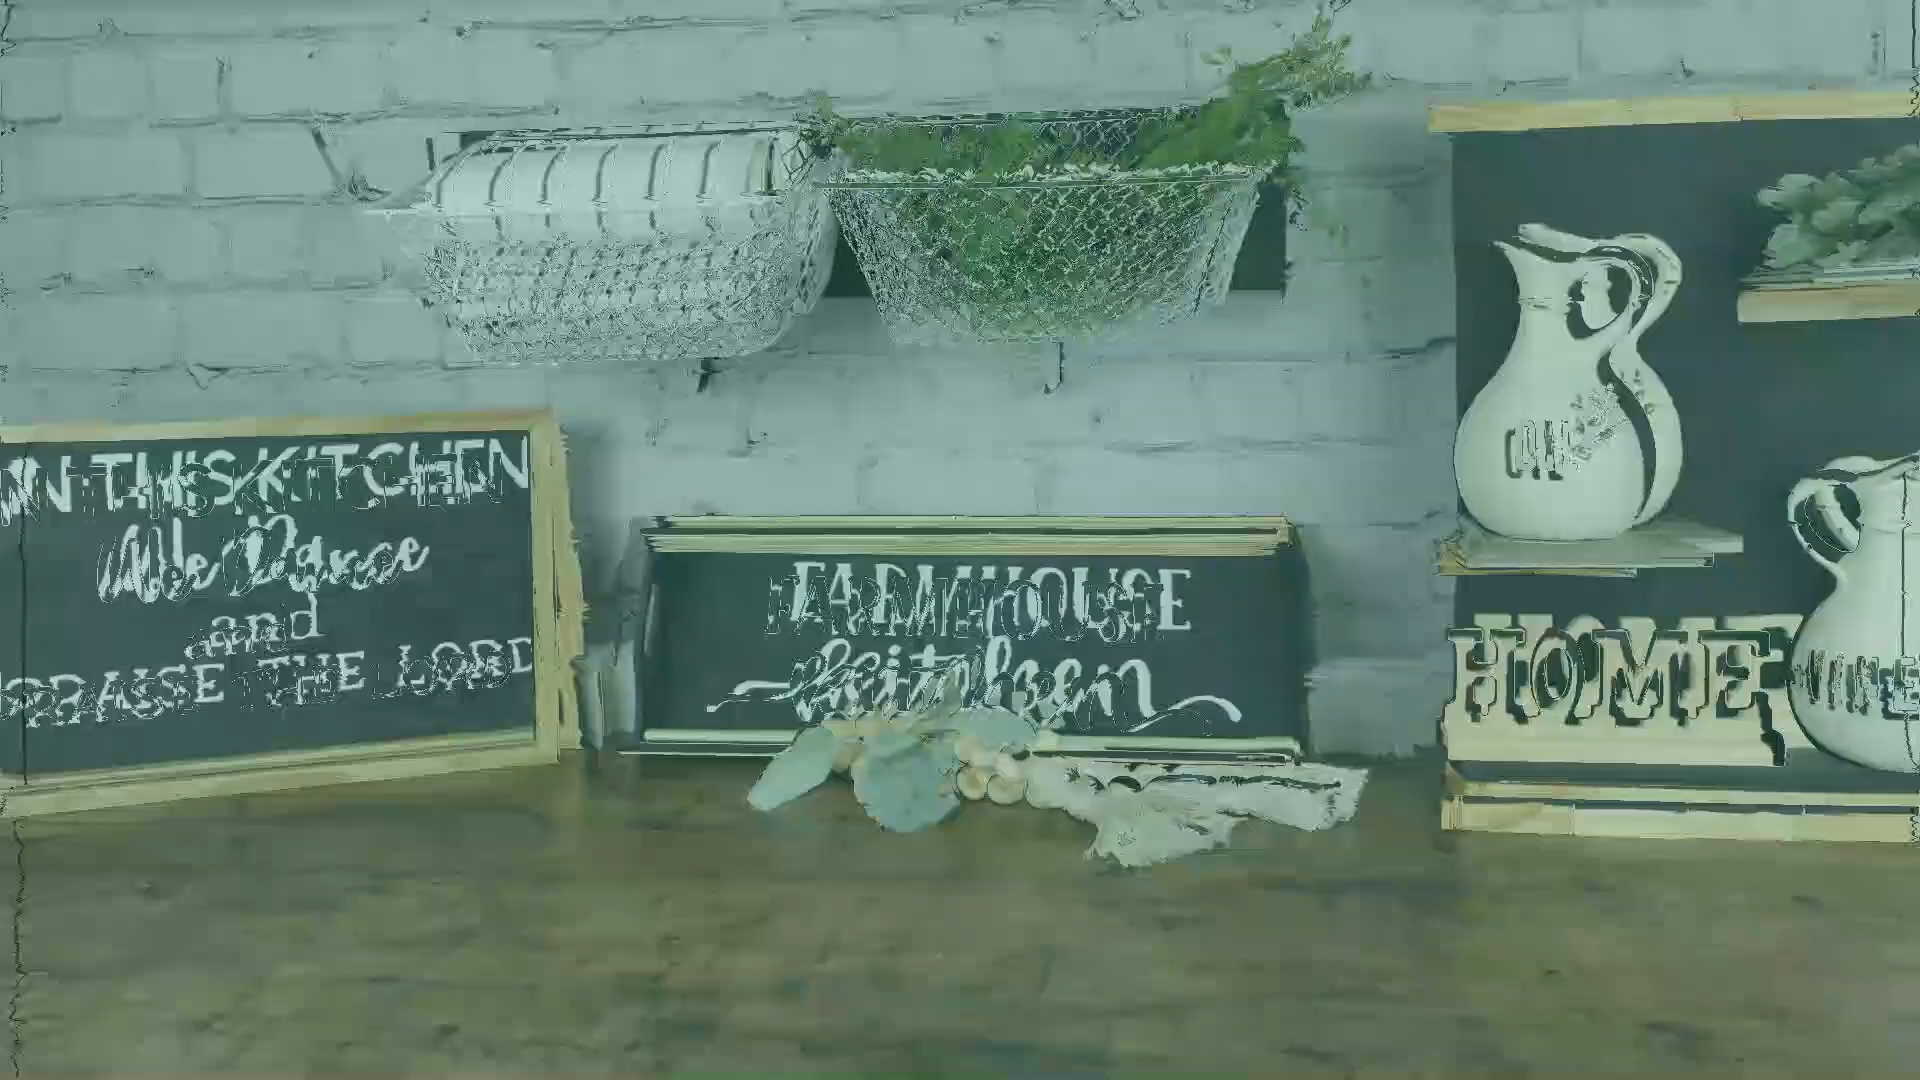 IN THIS KITCHEN
We Dance
and
PRAISE THE LORD
FARMHOUSE
kitchen
HOME